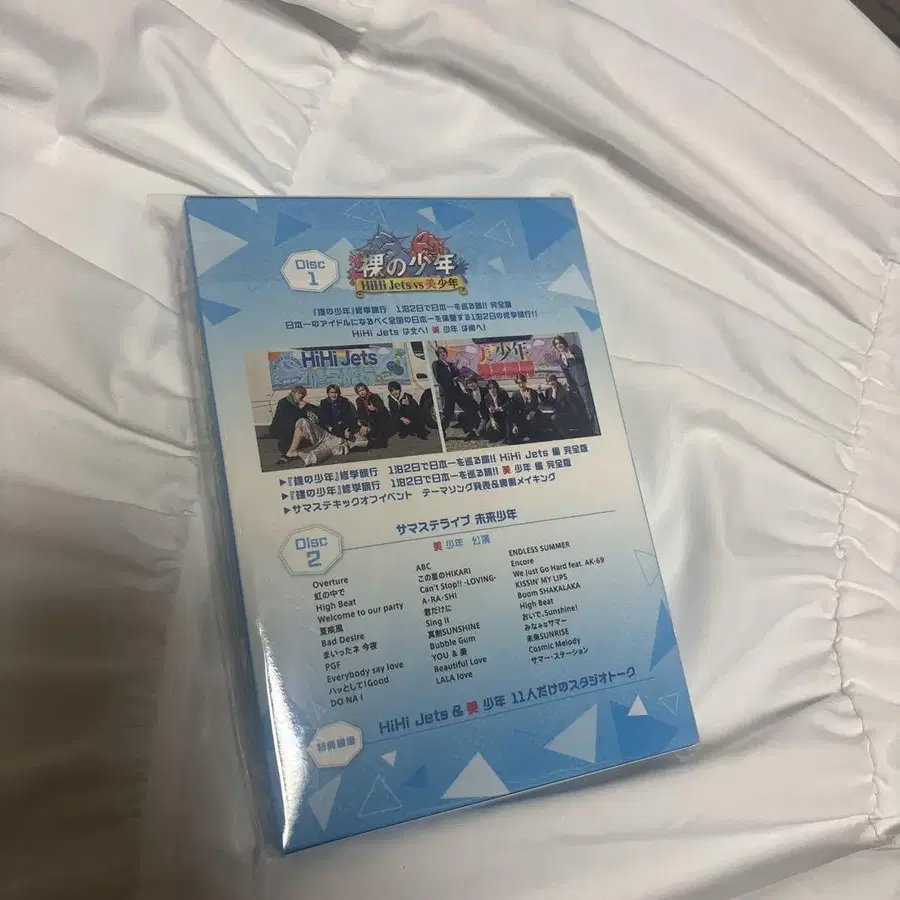 Disc
1
裸の少年
HiHi Jets vs 美 少年
『裸の少年』修学旅行 1泊2日で日本一を巡る旅!! 完全版
日本一のアイドルになるべく全国の日本一を体感する1泊2日の修学旅行!!
HiHi Jets は北へ! 美 少年 は南へ!
HiHi Jets
美 少年
▶『裸の少年』修学旅行 1泊2日で日本一を巡る旅!! HiHi Jets 編 完全版
▶『裸の少年』修学旅行 1泊2日で日本一を巡る旅!! 美 少年 編 完全版
▶サマステキックオフイベント テーマソング発表&裏側メイキング
Disc
2
サマステライブ 未来少年
美 少年 公演
Overture
虹の中で
High Beat
Welcome to our party
夏疾風
Bad Desire
まいったネ 今夜
PGF
Everybody say love
ハッとして!Good
DO NA I
ABC
この星のHIKARI
Can't Stop!! -LOVING-
A・RA・SHI
君だけに
Sing it
真剣SUNSHINE
Bubble Gum
YOU & 美
Beautiful Love
LALA love
ENDLESS SUMMER
Encore
We Just Go Hard feat. AK-69
KISSIN' MY LIPS
Boom SHAKALAKA
High Beat
おいで、Sunshine!
みなみなサマー
未来SUNRISE
Cosmic Melody
サマー・ステーション
特典映像
HiHi Jets & 美 少年 11人だけのスタジオトーク